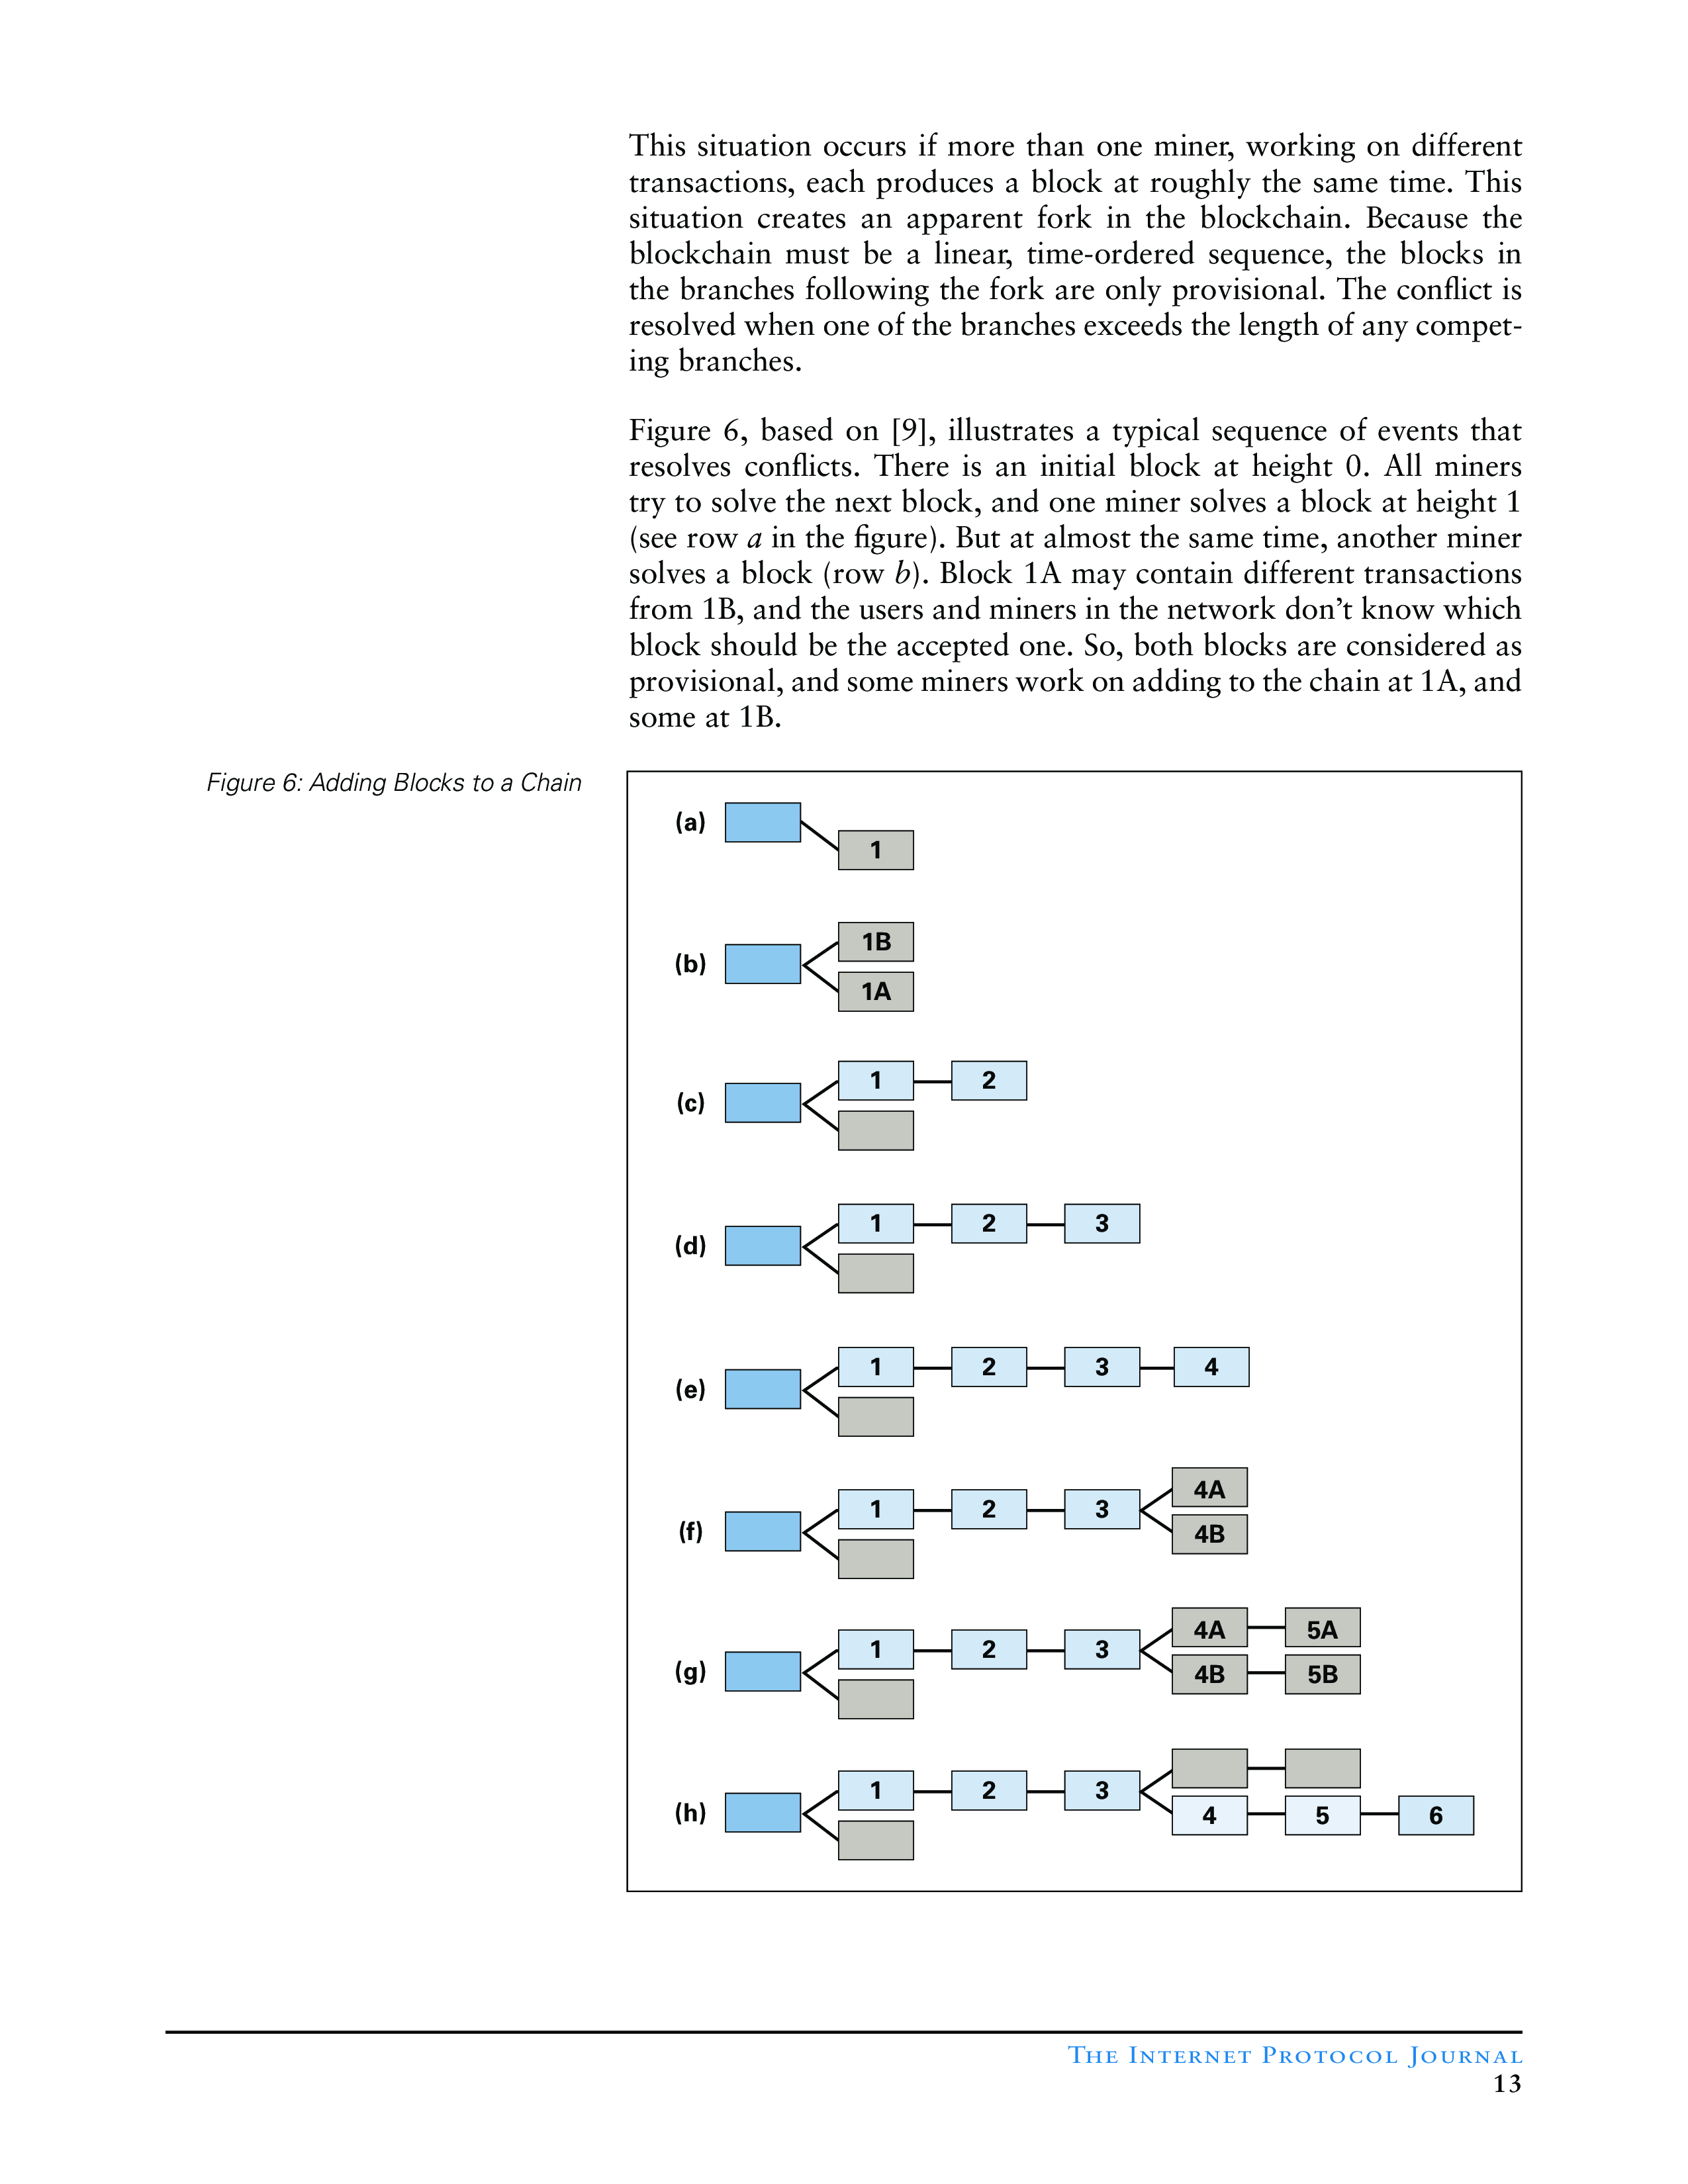 This situation occurs if more than one miner, working on different
transactions, each produces a block at roughly the same time. This
situation creates an apparent fork in the blockchain. Because the
blockchain must be a linear, time-ordered sequence, the blocks in
the branches following the fork are only provisional. The conflict is
resolved when one of the branches exceeds the length of any compet-
ing branches.
Figure 6, based on [9], illustrates a typical sequence of events that
resolves conflicts. There is an initial block at height 0. All miners
try to solve the next block, and one miner solves a block at height 1
(see row a in the figure). But at almost the same time, another miner
solves a block (row b). Block 1A may contain different transactions
from 1B, and the users and miners in the network don’t know which
block should be the accepted one. So, both blocks are considered as
provisional, and some miners work on adding to the chain at 1A, and
some at 1B.
Figure 6: Adding Blocks to a Chain
(a)
1
1B
(b)
1A
1 2
(c)
1 2 3
(d)
1 2 3 4
(e)
4A
1 2 3
(f)
4B
4A 5A
1 2 3
(g)
4B 5B
1 2 3
(h)
4 5 6
The Internet Protocol Journal
13